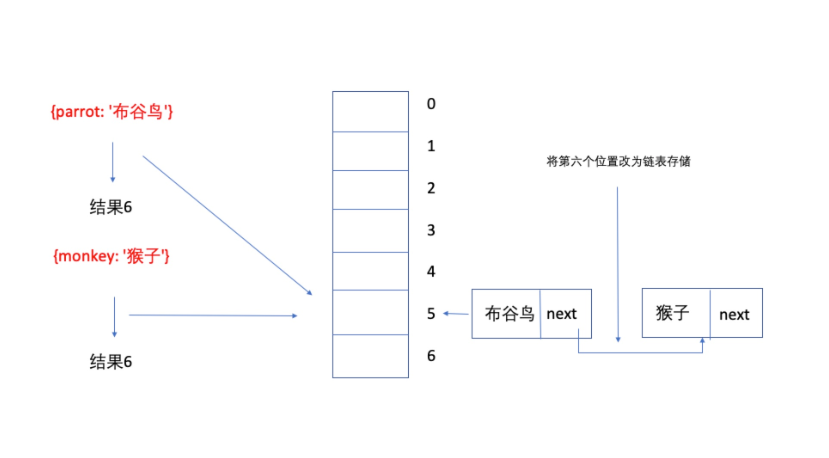 {parrot: '布谷鸟'}
结果6
{monkey: '猴子'}
结果6
0
1
2
3
4
5
6
将第六个位置改为链表存储
布谷鸟 next
猴子 next